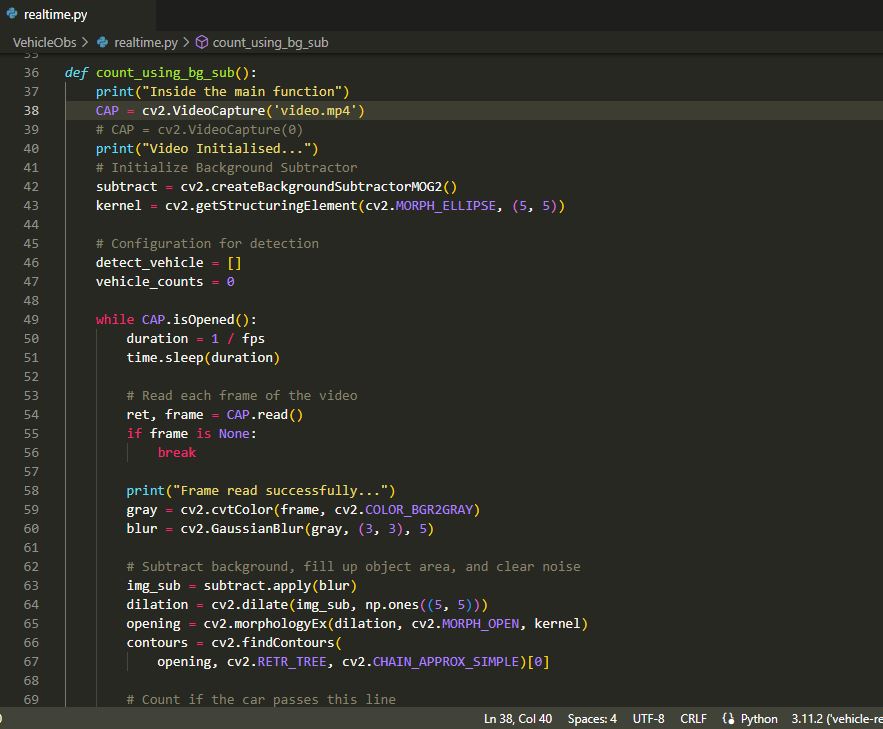 realtime.py
VehicleObs > realtime.py > count_using_bg_sub
35
36 def count_using_bg_sub():
37     print("Inside the main function")
38     CAP = cv2.VideoCapture('video.mp4')
39     # CAP = cv2.VideoCapture(0)
40     print("Video Initialised...")
41     # Initialize Background Subtractor
42     subtract = cv2.createBackgroundSubtractorMOG2()
43     kernel = cv2.getStructuringElement(cv2.MORPH_ELLIPSE, (5, 5))
44
45     # Configuration for detection
46     detect_vehicle = []
47     vehicle_counts = 0
48
49     while CAP.isOpened():
50         duration = 1 / fps
51         time.sleep(duration)
52
53         # Read each frame of the video
54         ret, frame = CAP.read()
55         if frame is None:
56             break
57
58         print("Frame read successfully...")
59         gray = cv2.cvtColor(frame, cv2.COLOR_BGR2GRAY)
60         blur = cv2.GaussianBlur(gray, (3, 3), 5)
61
62         # Subtract background, fill up object area, and clear noise
63         img_sub = subtract.apply(blur)
64         dilation = cv2.dilate(img_sub, np.ones((5, 5)))
65         opening = cv2.morphologyEx(dilation, cv2.MORPH_OPEN, kernel)
66         contours = cv2.findContours(
67             opening, cv2.RETR_TREE, cv2.CHAIN_APPROX_SIMPLE)[0]
68
69         # Count if the car passes this line
0 Ln 38, Col 40 Spaces: 4 UTF-8 CRLF Python 3.11.2 ('vehicle-re